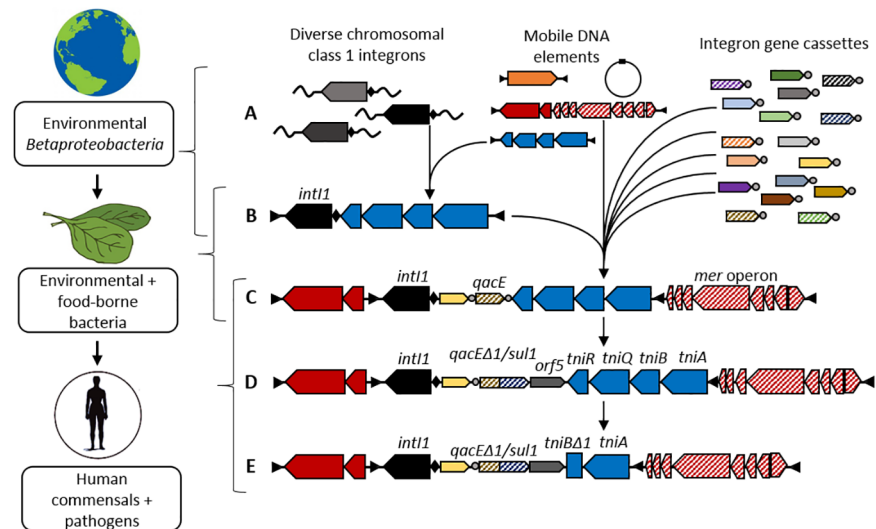 Diverse chromosomal
class 1 integrons
Mobile DNA
elements
Integron gene cassettes
A
Environmental
Betaproteobacteria
intI1
B
Environmental +
food-borne
bacteria
C
intI1
qacE
mer operon
D
intI1
qacEΔ1/sul1
orf5
tniR
tniQ
tniB
tniA
E
intI1
qacEΔ1/sul1
tniBΔ1
tniA
Human
commensals +
pathogens